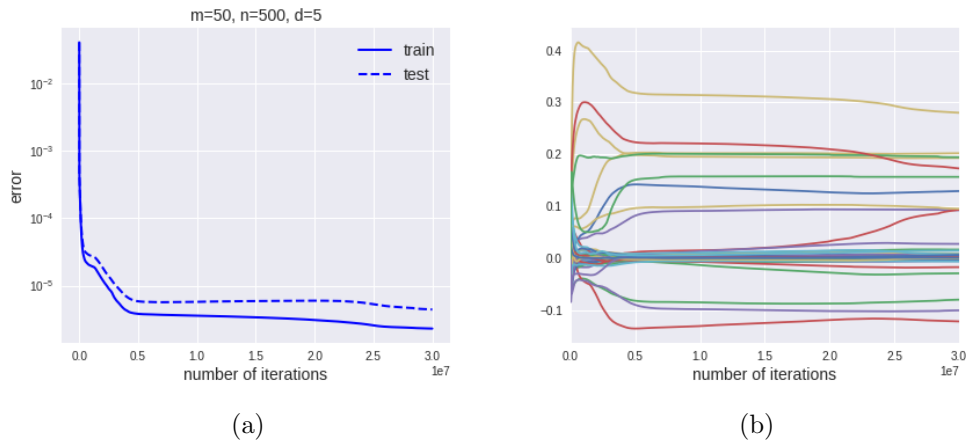 m=50, n=500, d=5
train
test
error
10⁻²
10⁻³
10⁻⁴
10⁻⁵
0.0 0.5 1.0 1.5 2.0 2.5 3.0
1e7
number of iterations
(a)
0.4
0.3
0.2
0.1
0.0
−0.1
0.0 0.5 1.0 1.5 2.0 2.5 3.0
1e7
number of iterations
(b)